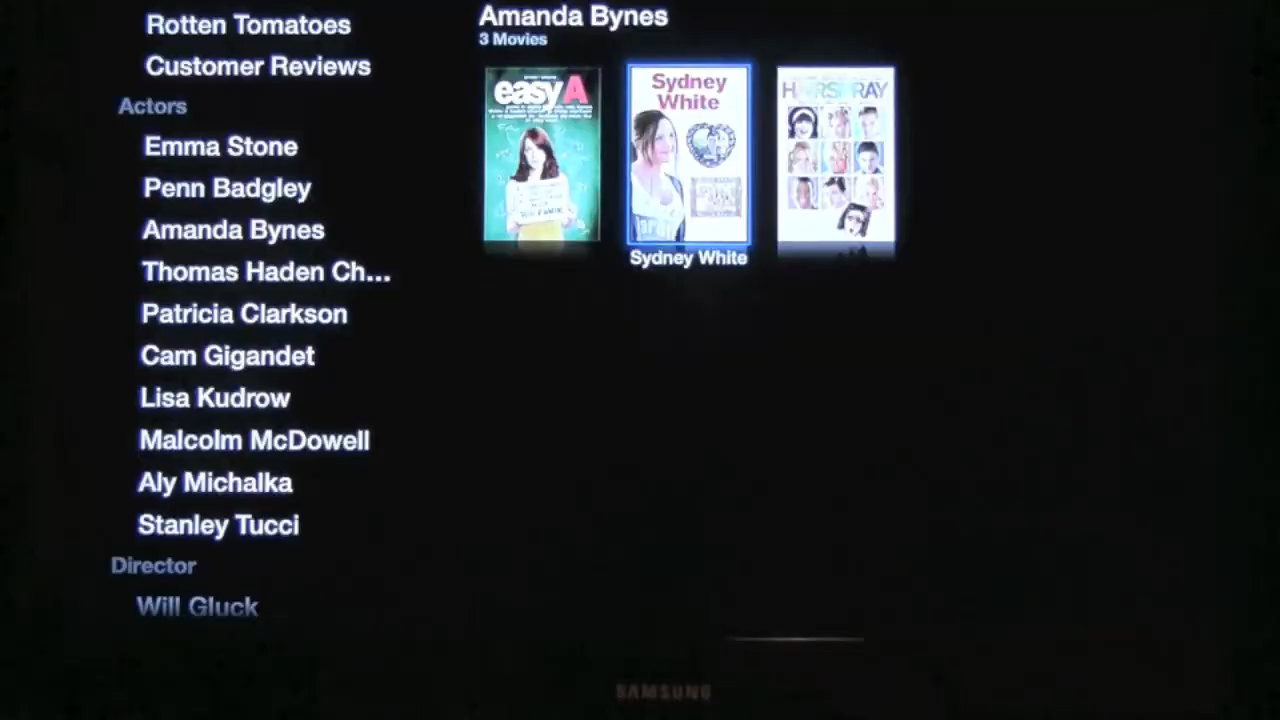 Rotten Tomatoes
Customer Reviews
Actors
Emma Stone
Penn Badgley
Amanda Bynes
Thomas Haden Ch...
Patricia Clarkson
Cam Gigandet
Lisa Kudrow
Malcolm McDowell
Aly Michalka
Stanley Tucci
Director
Will Gluck
Amanda Bynes
3 Movies
easy A
Sydney
White
HAIRSPRAY
Sydney White
SAMSUNG